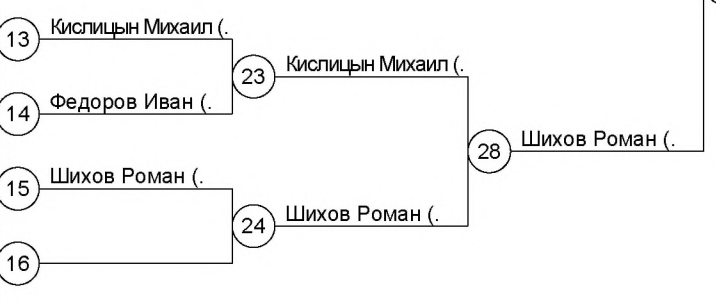 13 Кислицын Михаил (.
23 Кислицын Михаил (.
14 Федоров Иван (.
28 Шихов Роман (.
15 Шихов Роман (.
24 Шихов Роман (.
16